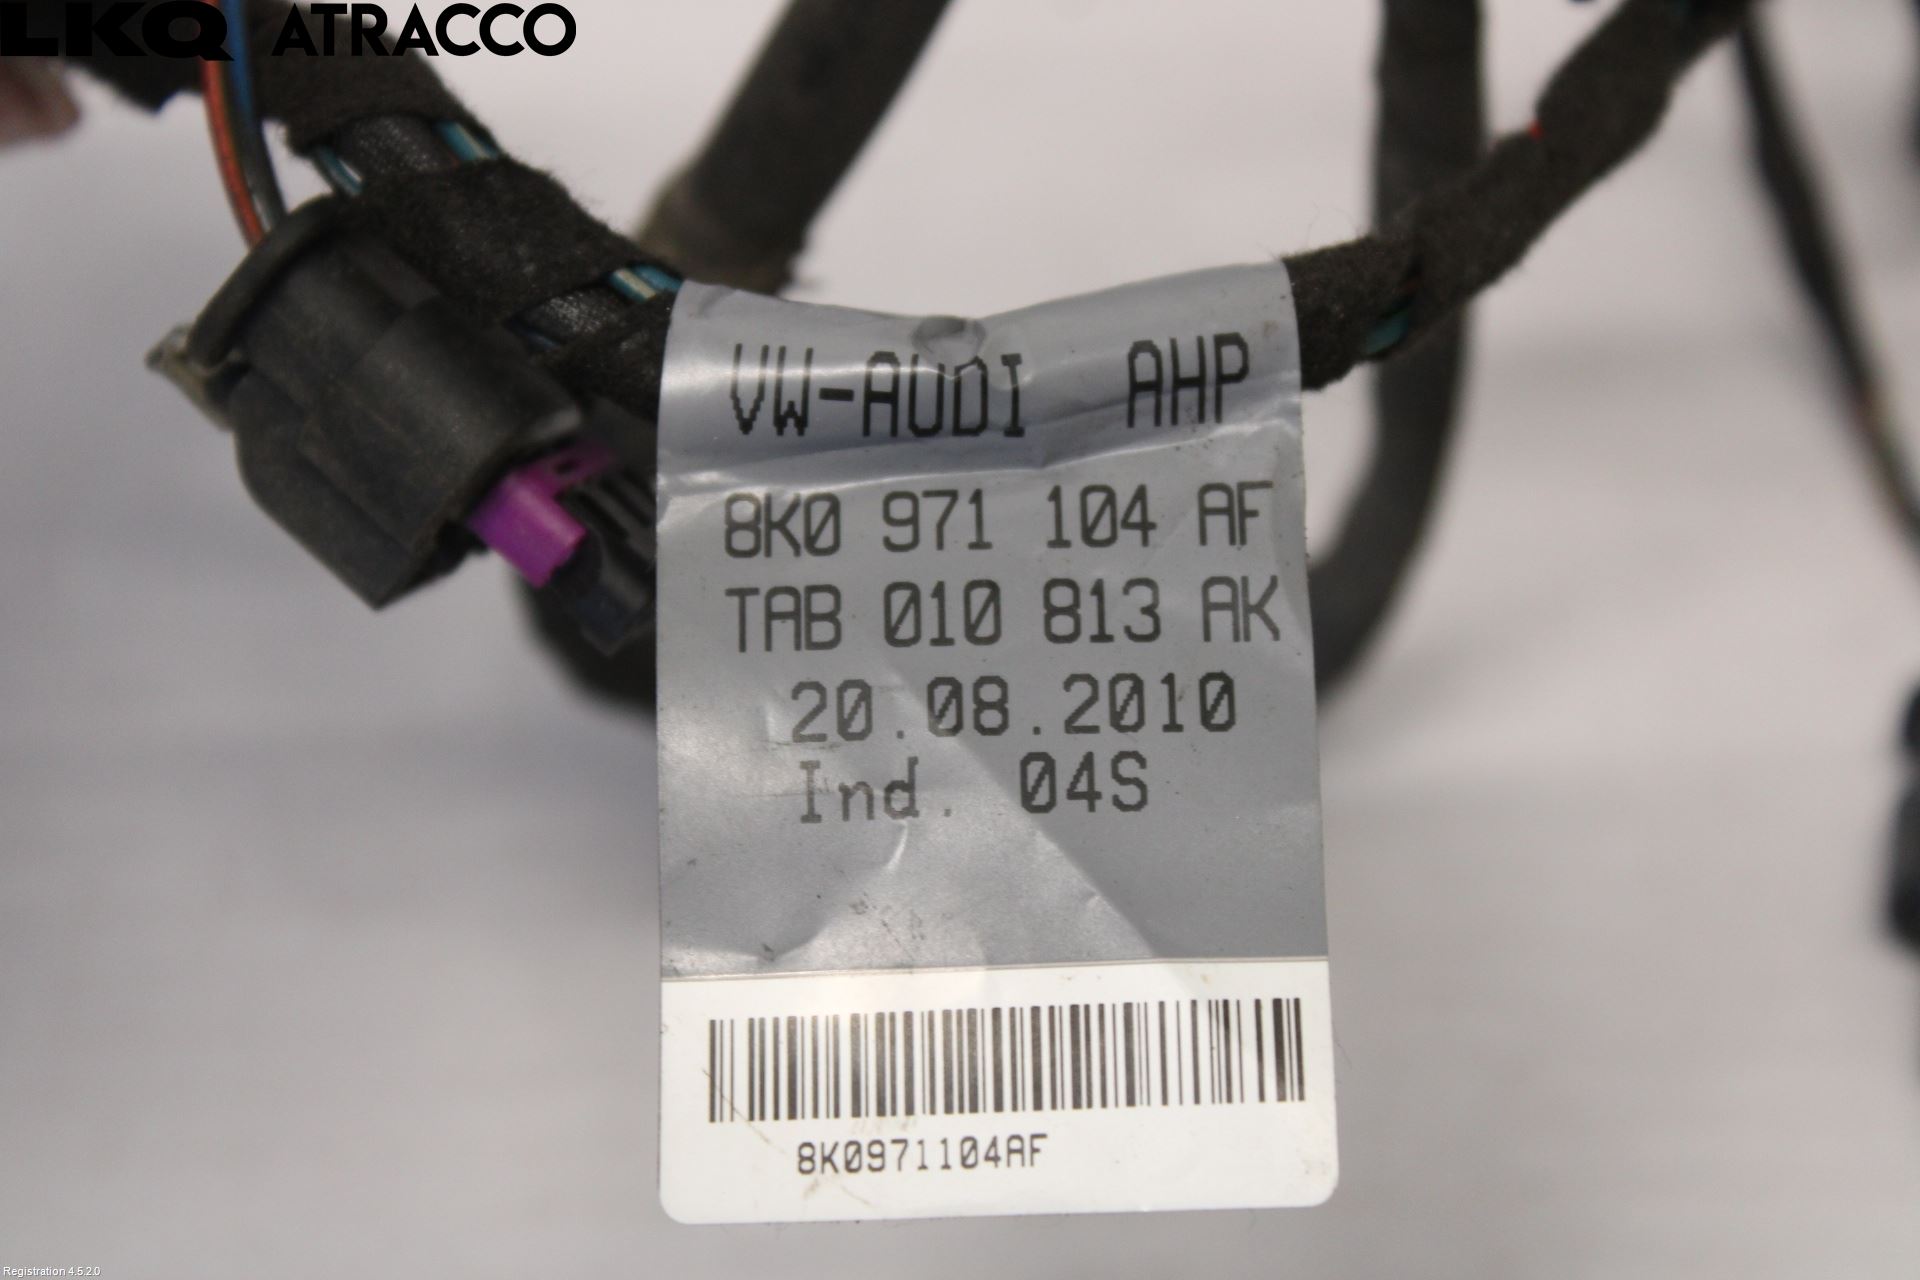 LKQ ATRACCO
VW-AUDI AHP
8K0 971 104 AF
TAB 010 813 AK
20.08.2010
Ind. 04S
8K0971104AF
Registration 4.5.2.0